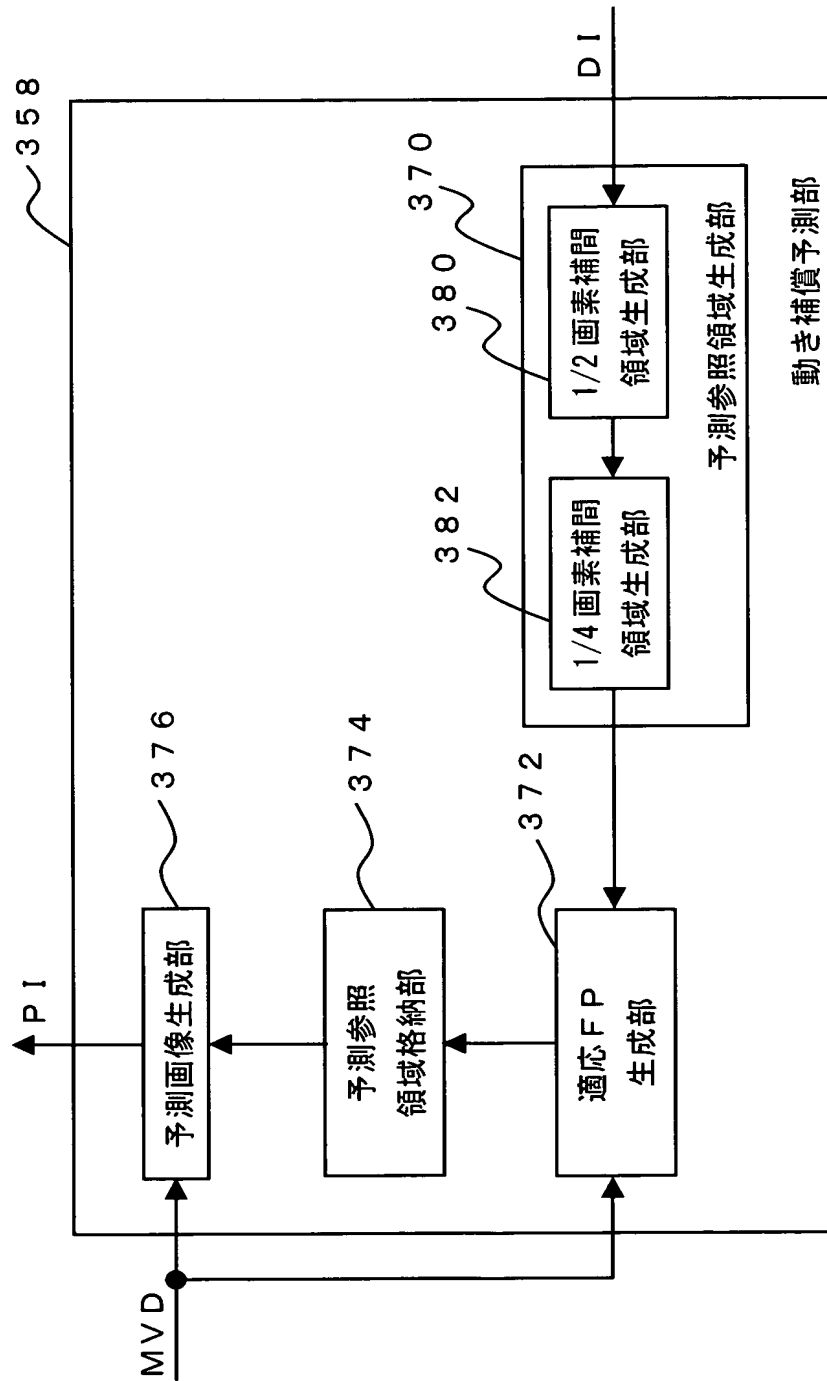 358
PI
376
予測画像生成部
MVD
374
予測参照
領域格納部
372
適応FP
生成部
382
1/4 画素補間
領域生成部
380
1/2 画素補間
領域生成部
370
予測参照領域生成部
DI
動き補償予測部